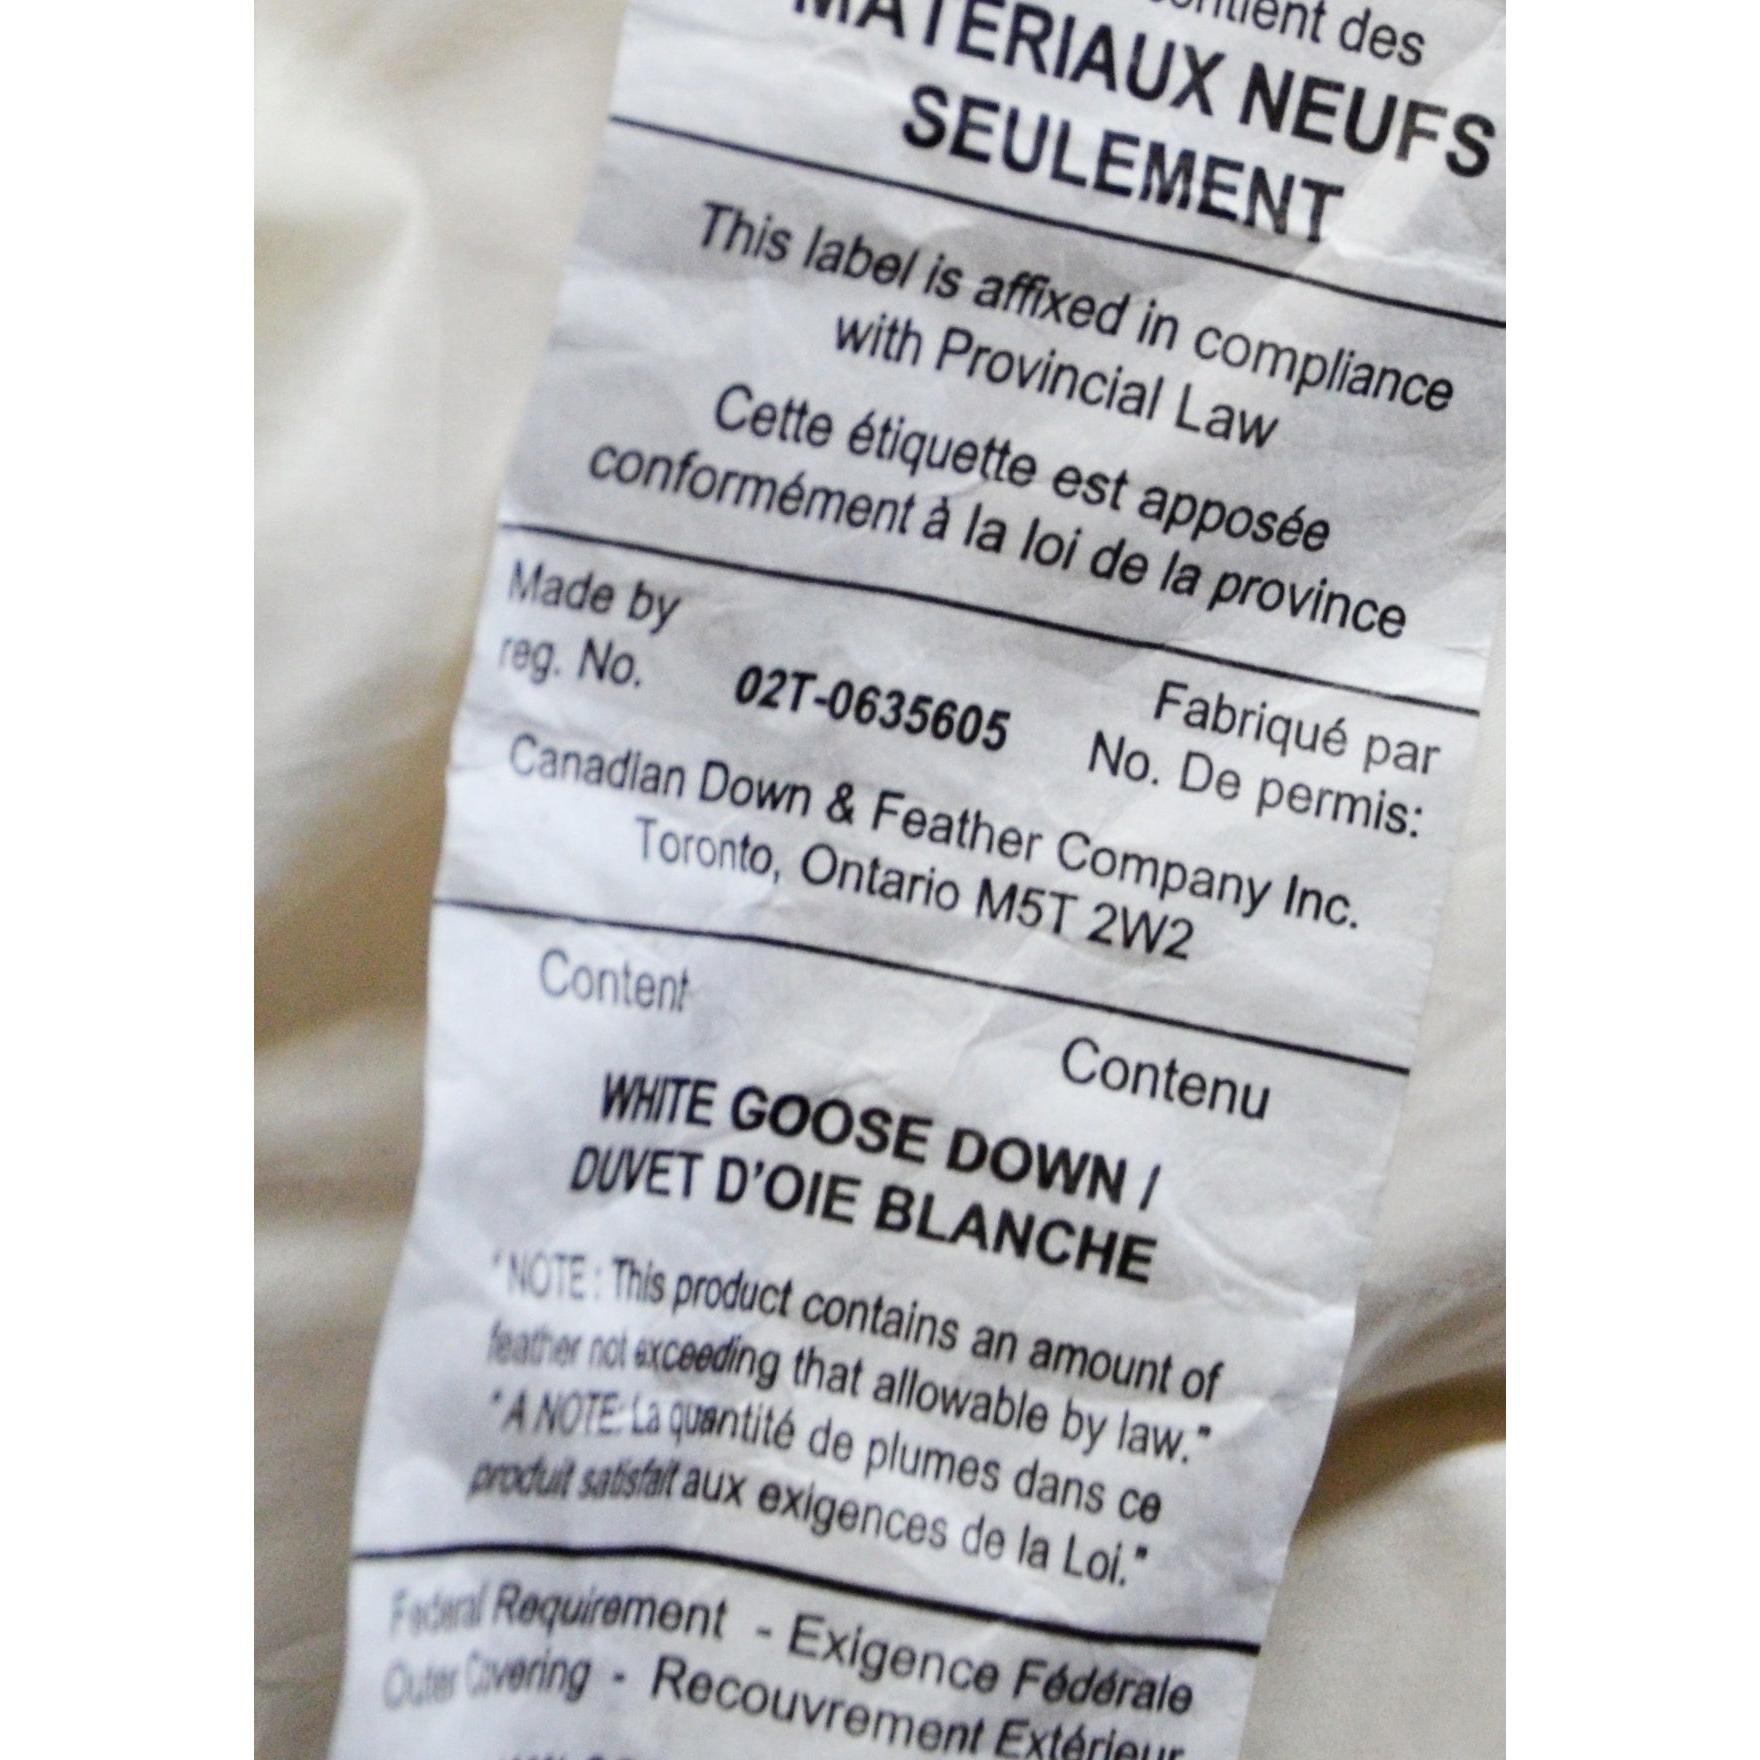 des
MATERIAUX NEUFS
SEULEMENT
This label is affixed in compliance
with Provincial Law
Cette étiquette est apposée
conformément à la loi de la province
Made by
reg. No.
02T-0635605
Fabriqué par
No. De permis:
Canadian Down & Feather Company Inc.
Toronto, Ontario M5T 2W2
Content
Contenu
WHITE GOOSE DOWN /
DUVET D'OIE BLANCHE
"NOTE : This product contains an amount of
feather not exceeding that allowable by law."
"A NOTE: La quantité de plumes dans ce
produit satisfait aux exigences de la Loi."
Federal Requirement - Exigence Fédérale
Outer Covering - Recouvrement Extérieur